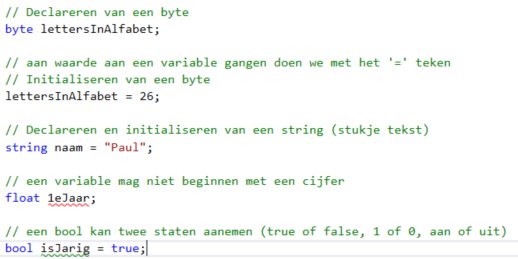 // Declareren van een byte
byte lettersInAlfabet;
// aan waarde aan een variable gangen doen we met het '=' teken
// Initialiseren van een byte
lettersInAlfabet = 26;
// Declareren en initialiseren van een string (stukje tekst)
string naam = "Paul";
// een variable mag niet beginnen met een cijfer
float 1eJaar;
// een bool kan twee staten aanemen (true of false, 1 of 0, aan of uit)
bool isJarig = true;